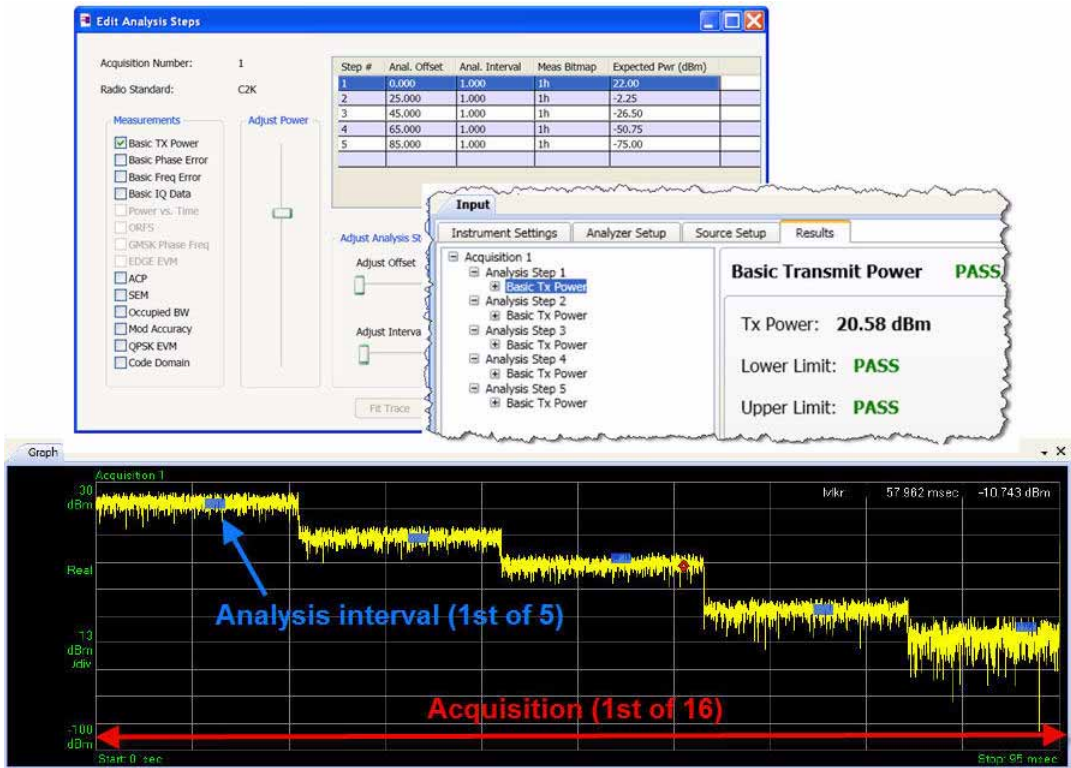 Edit Analysis Steps
Acquisition Number: 1
Radio Standard: C2K
Measurements
Basic TX Power
Basic Phase Error
Basic Freq Error
Basic IQ Data
Power vs. Time
ORFS
GMSK Phase Freq
EDGE EVM
ACP
SEM
Occupied BW
Mod Accuracy
QPSK EVM
Code Domain
Adjust Power
Step # Anal. Offset Anal. Interval Meas Bitmap Expected Pwr (dBm)
1 0.000 1.000 1h 22.00
2 25.000 1.000 1h -2.25
3 45.000 1.000 1h -26.50
4 65.000 1.000 1h -50.75
5 85.000 1.000 1h -75.00
Adjust Analysis St
Adjust Offset
Adjust Interva
Fit Trace
Input
Instrument Settings Analyzer Setup Source Setup Results
Acquisition 1
Analysis Step 1
Basic Tx Power
Analysis Step 2
Basic Tx Power
Analysis Step 3
Basic Tx Power
Analysis Step 4
Basic Tx Power
Analysis Step 5
Basic Tx Power
Basic Transmit Power PASS
Tx Power: 20.58 dBm
Lower Limit: PASS
Upper Limit: PASS
Graph
Acquisition 1
30
dBm
Mkr 57.962 msec -10.743 dBm
Real
Analysis interval (1st of 5)
13
dBm
/div
Acquisition (1st of 16)
-100
dBm
Start: 0 sec Stop: 95 msec